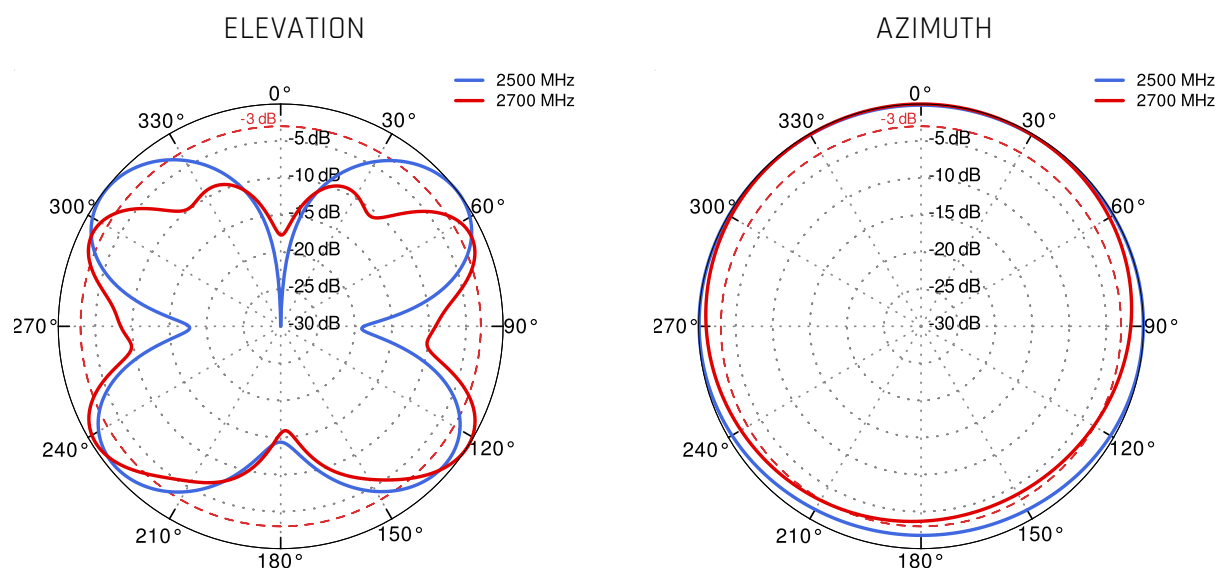 ELEVATION
2500 MHz
2700 MHz
0°
330°
-3 dB
30°
-5 dB
-10 dB
300°
-15 dB
60°
-20 dB
-25 dB
270°
-30 dB
90°
240°
120°
210°
150°
180°
AZIMUTH
2500 MHz
2700 MHz
0°
330°
-3 dB
30°
-5 dB
-10 dB
300°
-15 dB
60°
-20 dB
-25 dB
270°
-30 dB
90°
240°
120°
210°
150°
180°